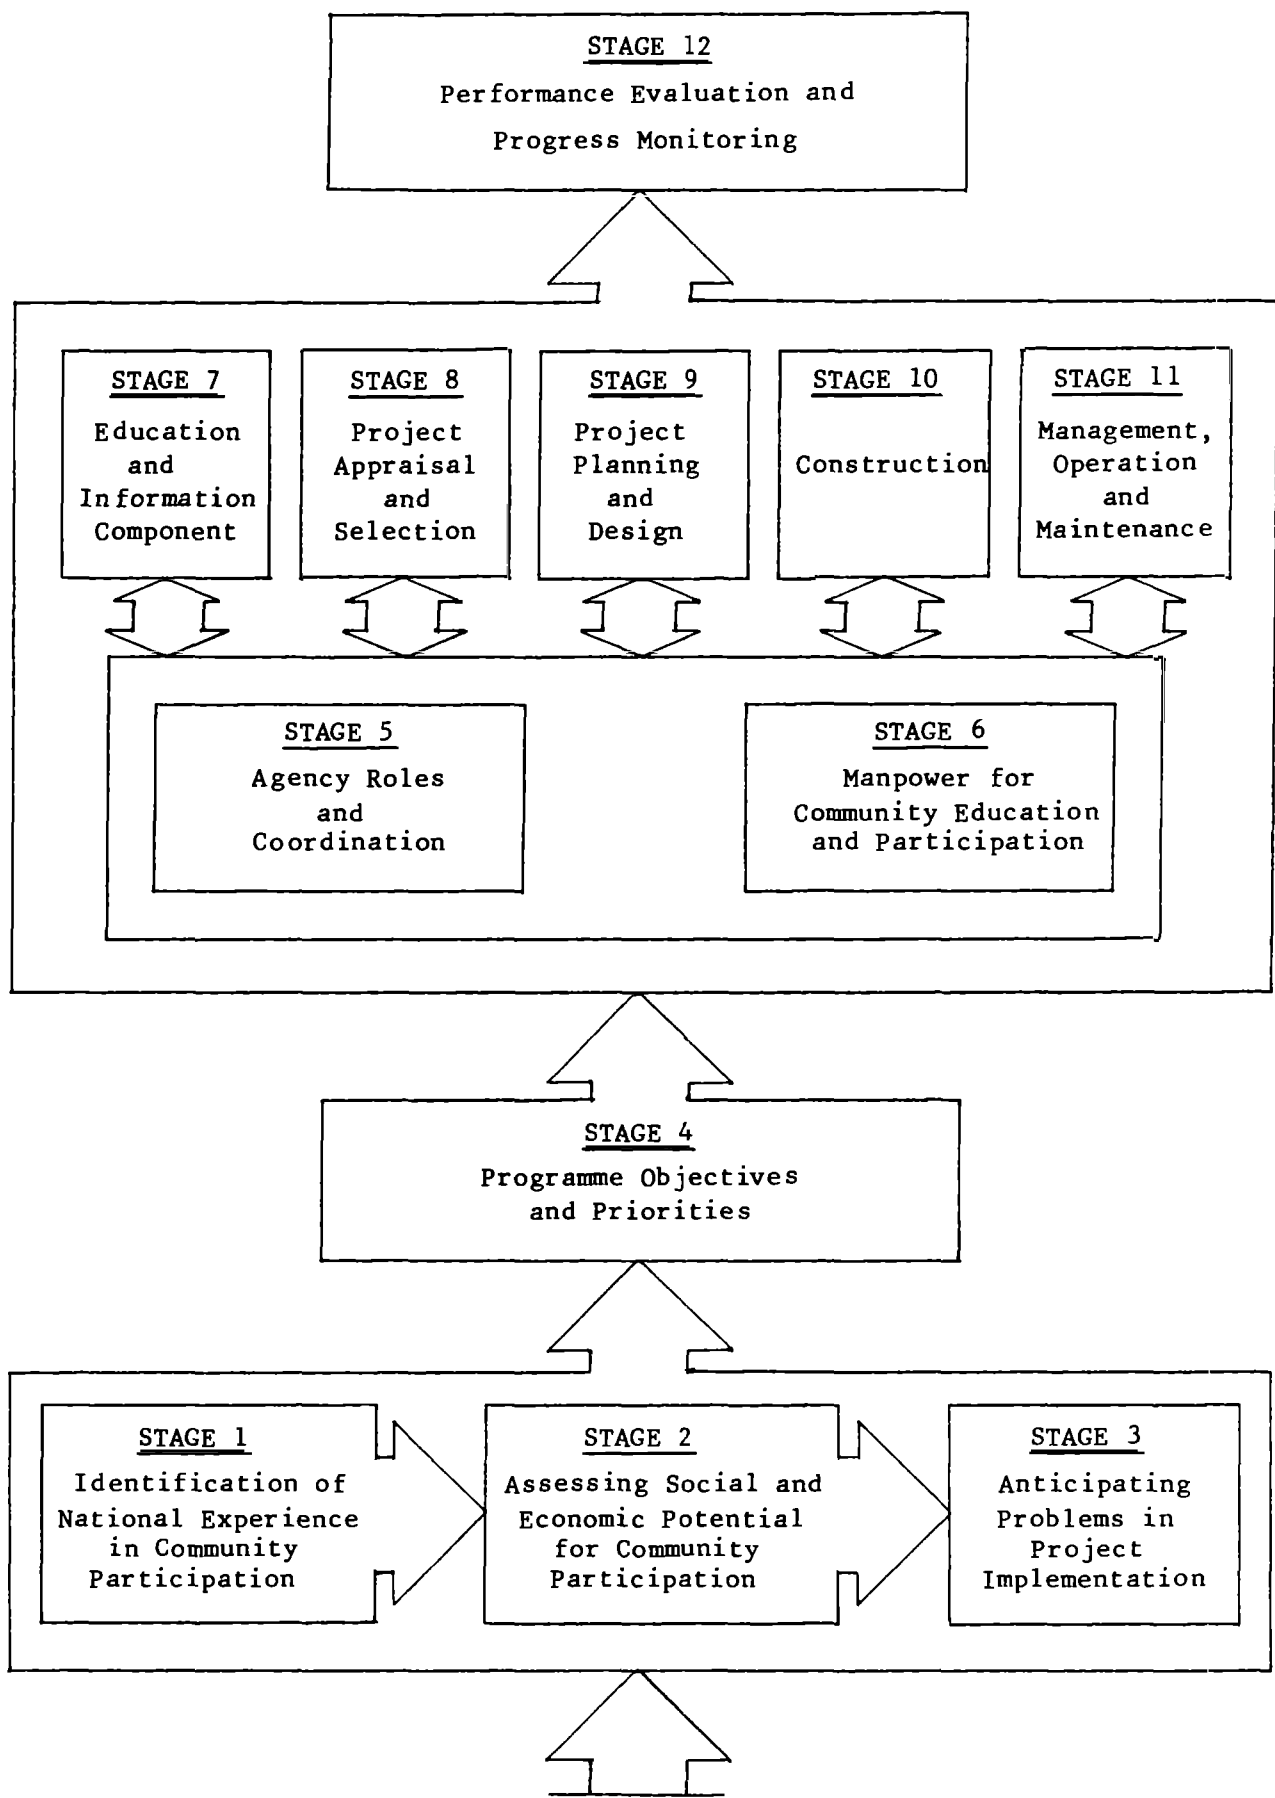 STAGE 12
Performance Evaluation and
Progress Monitoring
STAGE 7
Education
and
Information
Component
STAGE 8
Project
Appraisal
and
Selection
STAGE 9
Project
Planning
and
Design
STAGE 10
Construction
STAGE 11
Management,
Operation
and
Maintenance
STAGE 5
Agency Roles
and
Coordination
STAGE 6
Manpower for
Community Education
and Participation
STAGE 4
Programme Objectives
and Priorities
STAGE 1
Identification of
National Experience
in Community
Participation
STAGE 2
Assessing Social and
Economic Potential
for Community
Participation
STAGE 3
Anticipating
Problems in
Project
Implementation